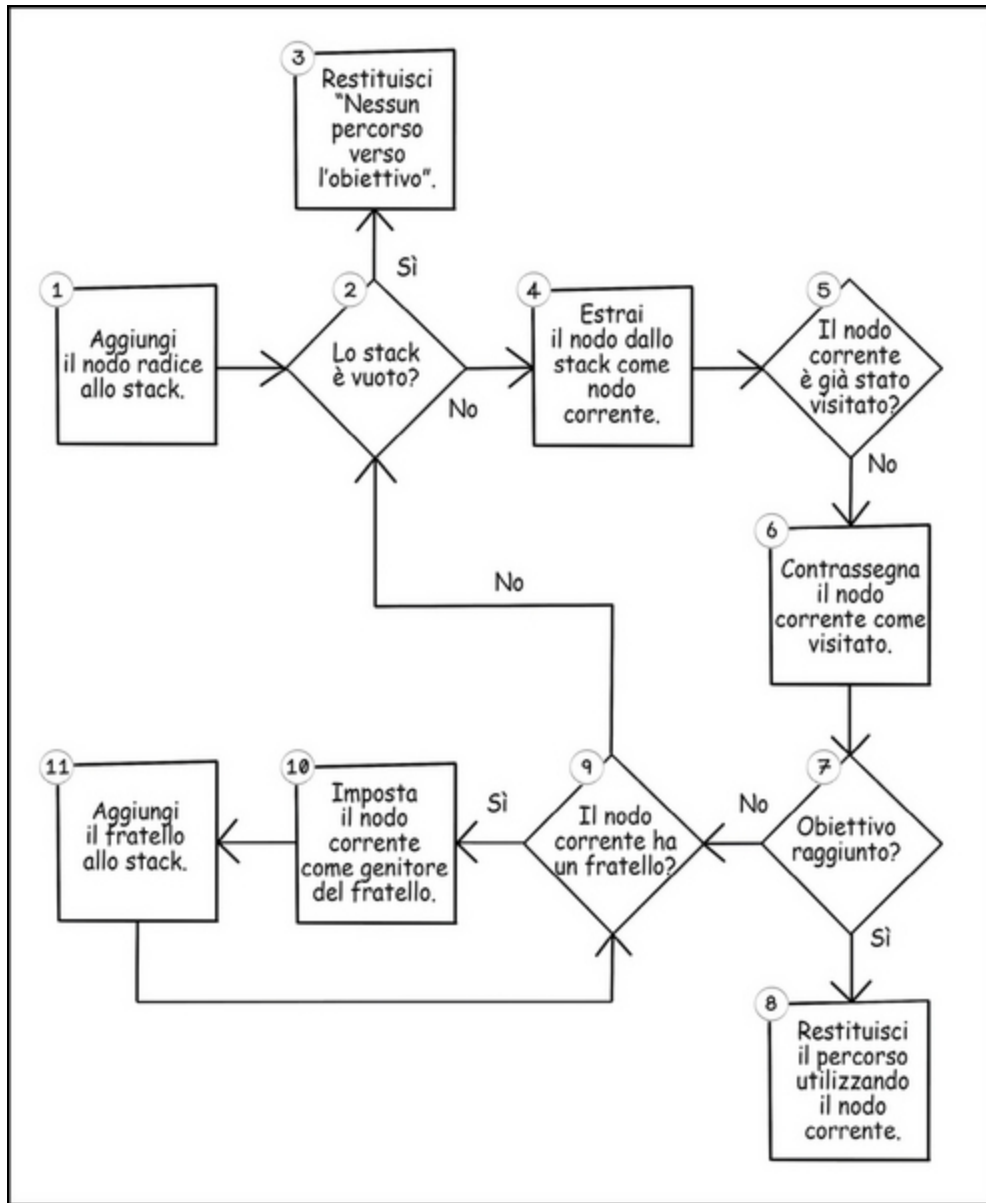 3
Restituisci
"Nessun
percorso
verso
l'obiettivo".
Sì
1
Aggiungi
il nodo radice
allo stack.
2
Lo stack
è vuoto?
No
4
Estrai
il nodo dallo
stack come
nodo
corrente.
5
Il nodo
corrente
è già stato
visitato?
No
6
Contrassegna
il nodo
corrente come
visitato.
No
11
Aggiungi
il fratello
allo stack.
10
Imposta
il nodo
corrente
come genitore
del fratello.
Sì
9
Il nodo
corrente ha
un fratello?
No
7
Obiettivo
raggiunto?
Sì
8
Restituisci
il percorso
utilizzando
il nodo
corrente.